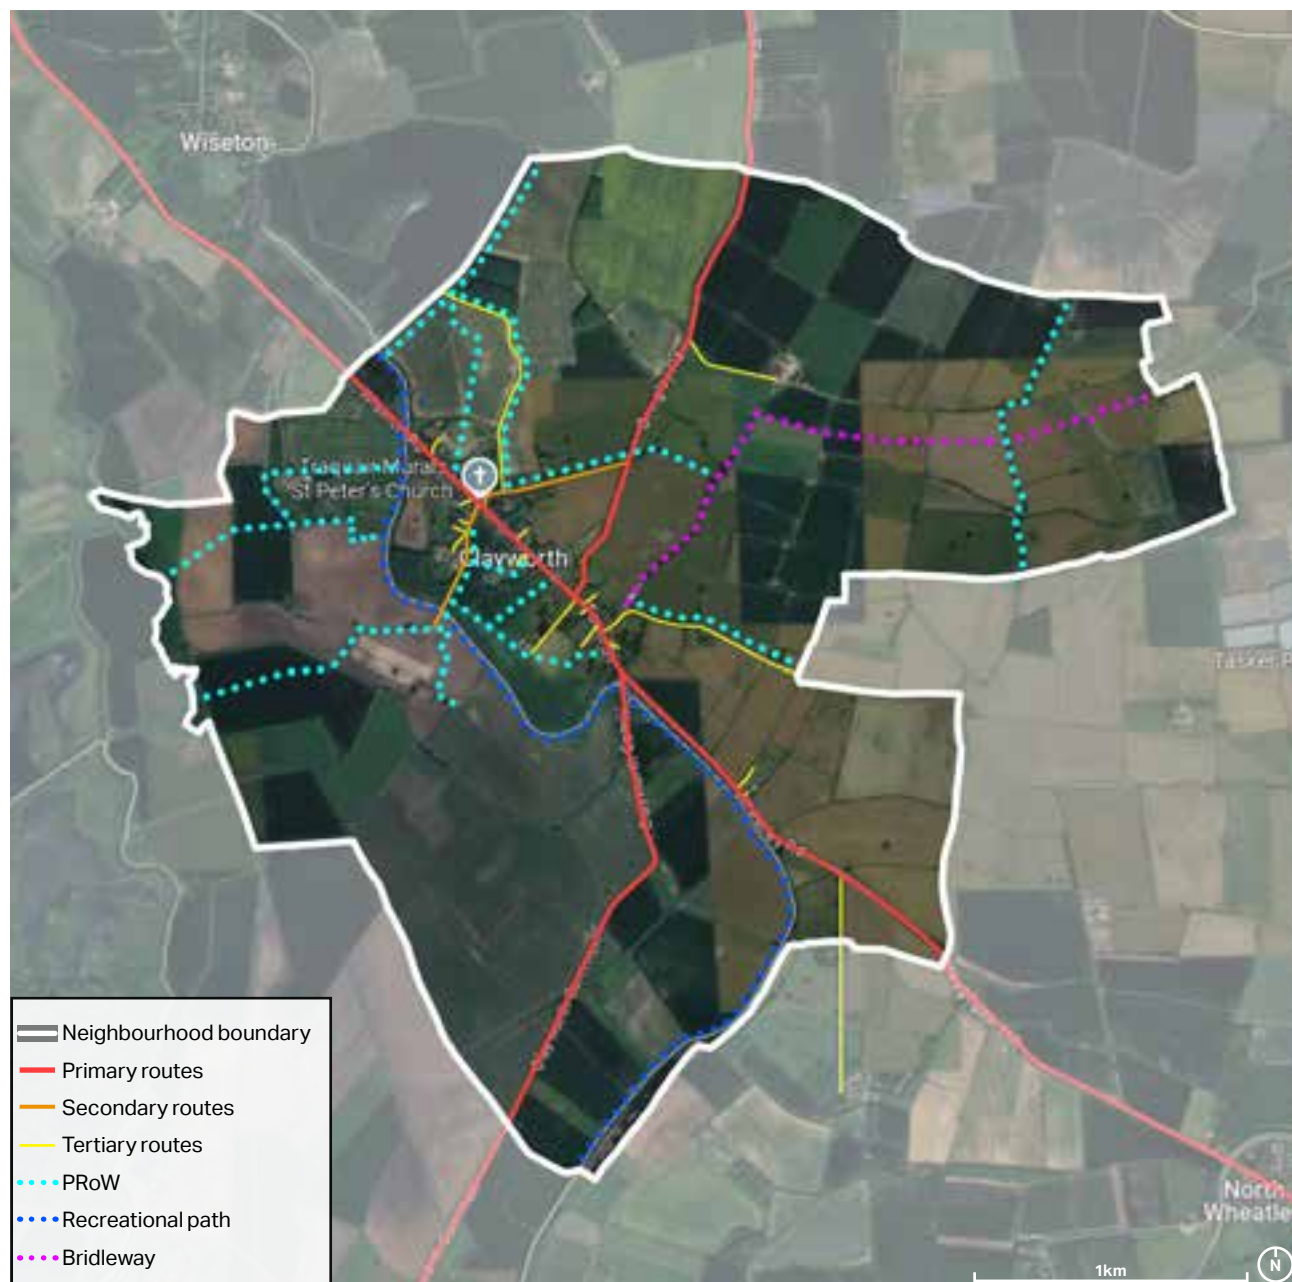 Wiseton
St Peter's Church
Clayworth
North
Wheatle
Neighbourhood boundary
Primary routes
Secondary routes
Tertiary routes
PRoW
Recreational path
Bridleway
1km
N